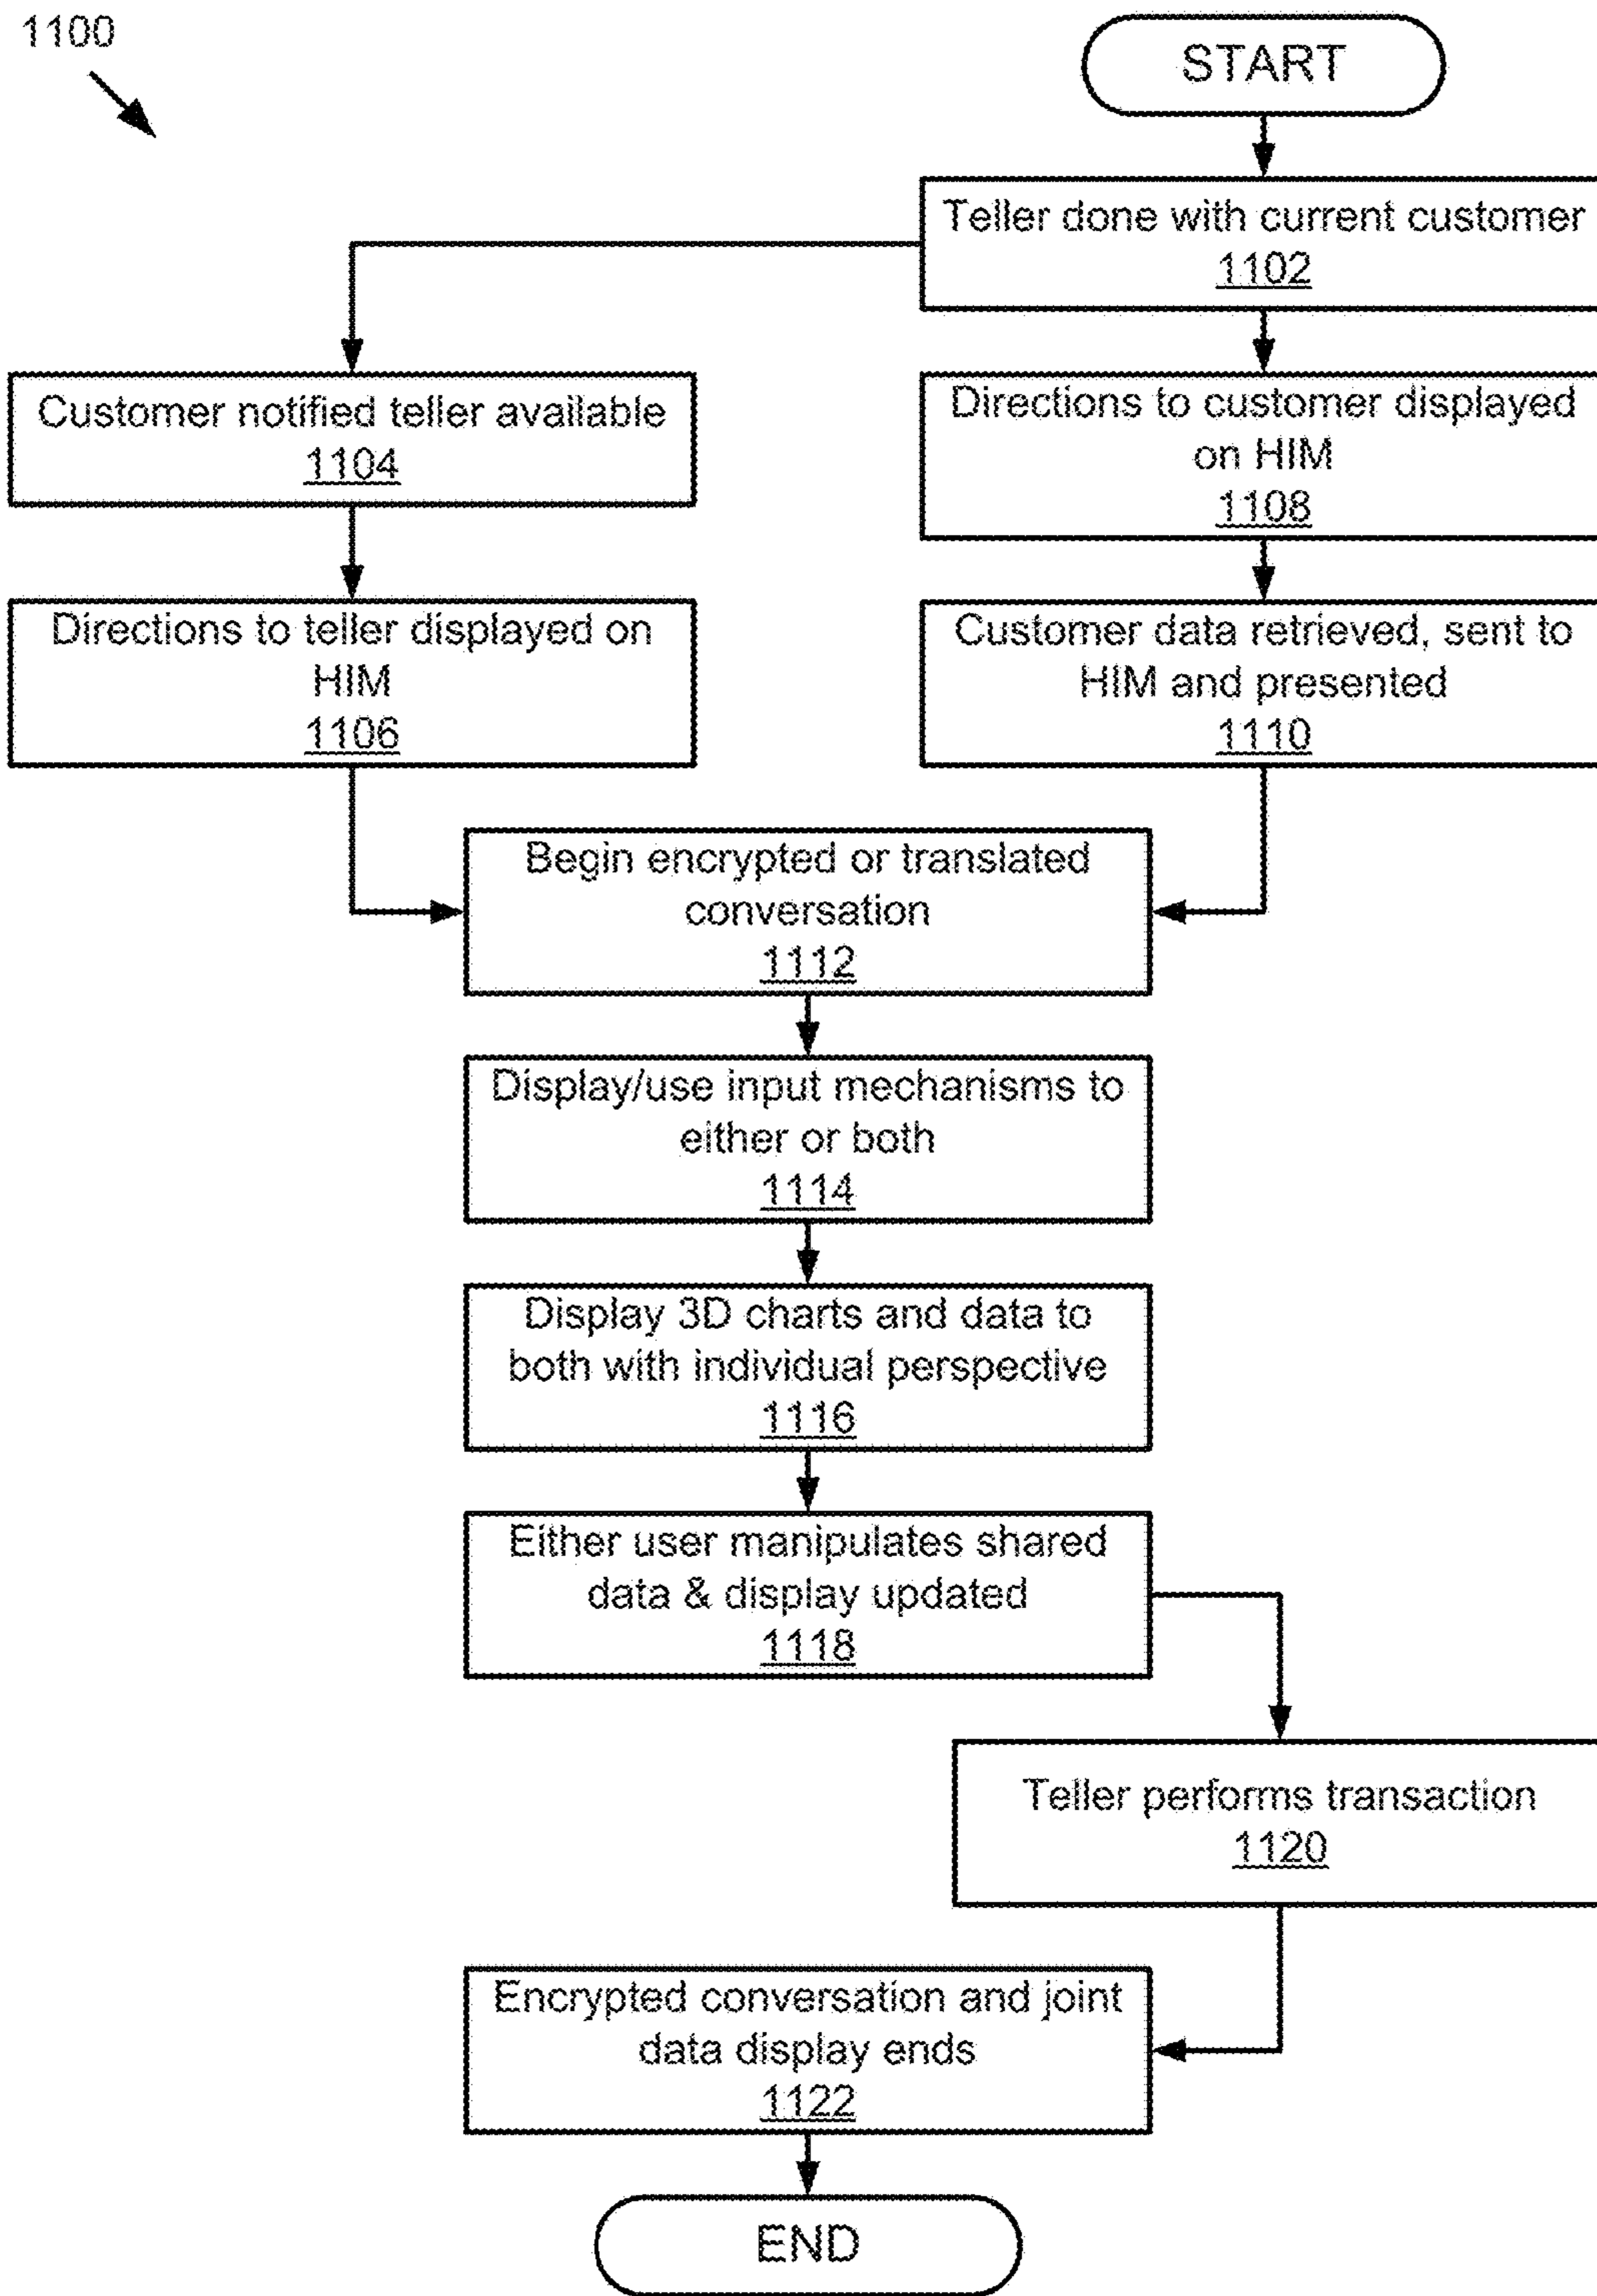 1100
START
Teller done with current customer
1102
Customer notified teller available
1104
Directions to customer displayed
on HIM
1108
Directions to teller displayed on
HIM
1106
Customer data retrieved, sent to
HIM and presented
1110
Begin encrypted or translated
conversation
1112
Display/use input mechanisms to
either or both
1114
Display 3D charts and data to
both with individual perspective
1116
Either user manipulates shared
data & display updated
1118
Teller performs transaction
1120
Encrypted conversation and joint
data display ends
1122
END